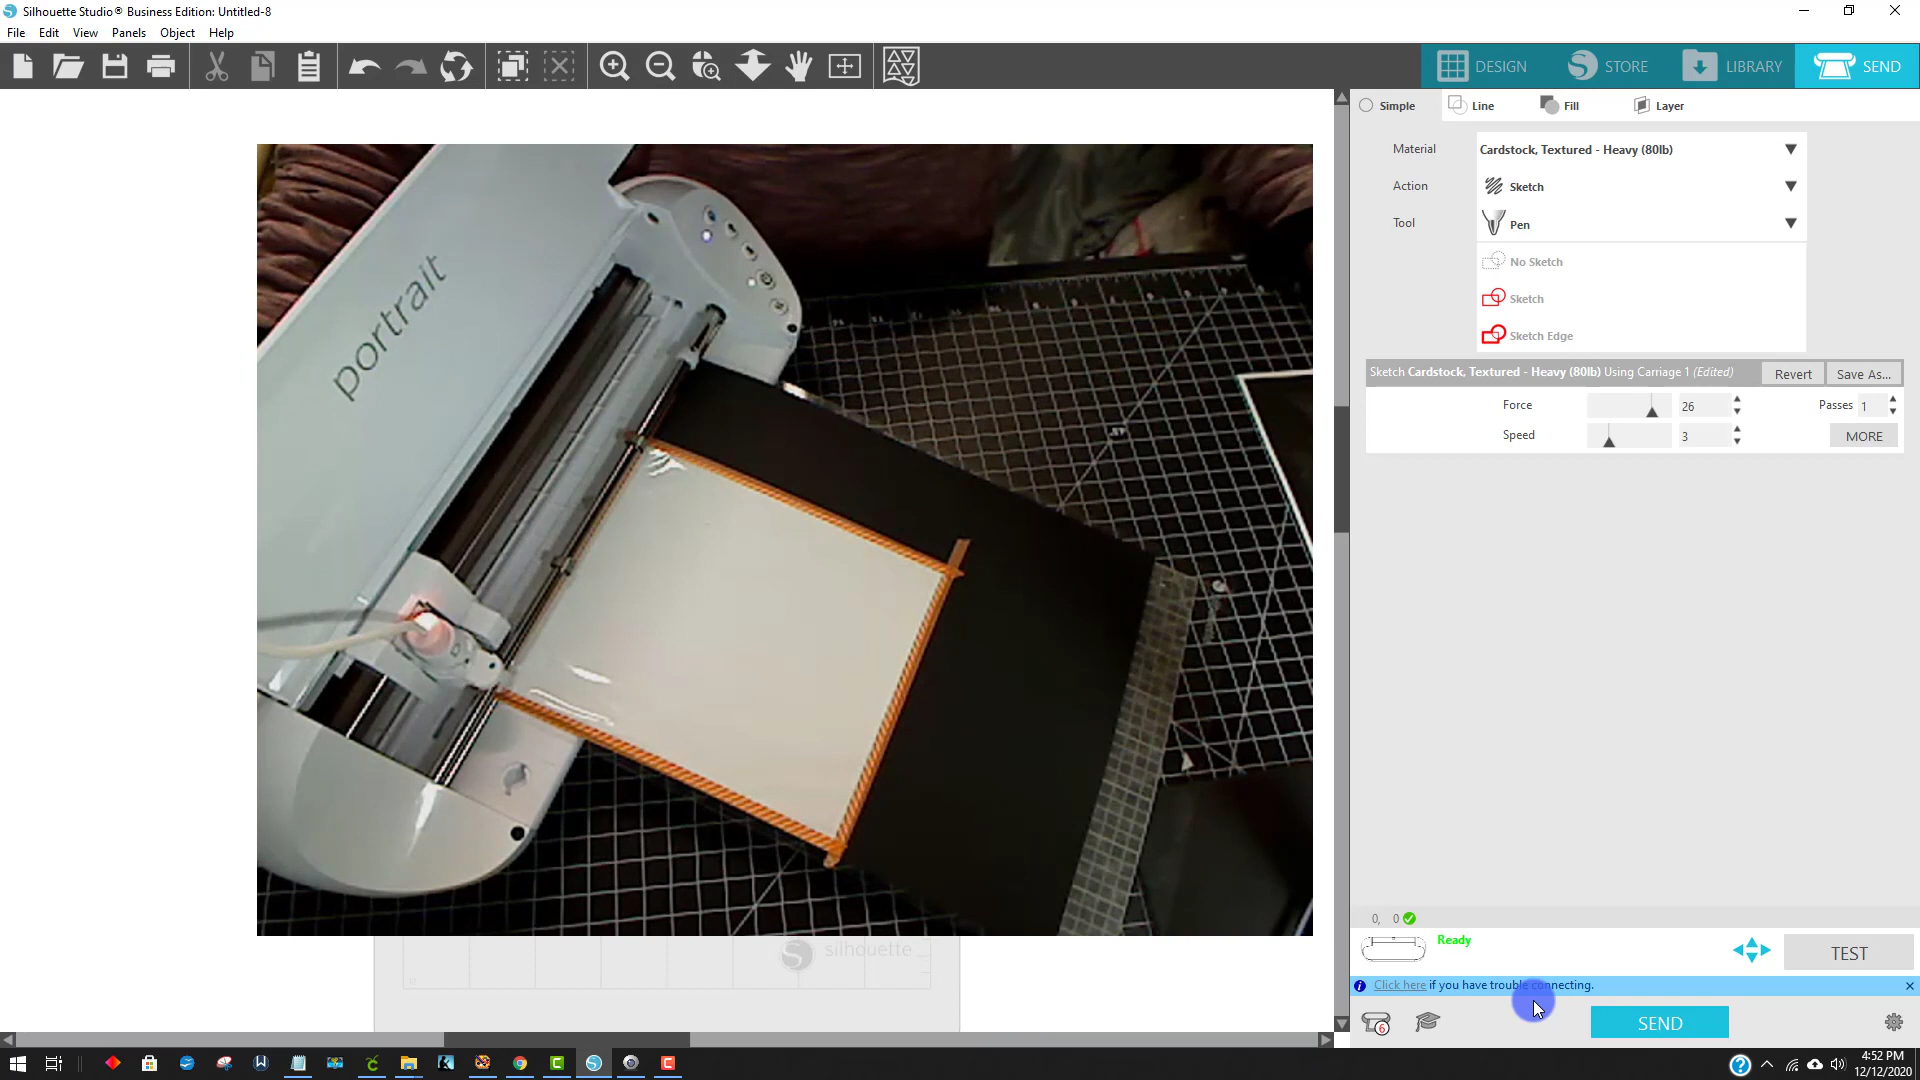 Silhouette Studio® Business Edition: Untitled-8
File Edit View Panels Object Help
DESIGN STORE LIBRARY SEND
Simple Line Fill Layer
Material Cardstock, Textured - Heavy (80lb)
Action Sketch
Tool Pen
No Sketch
Sketch
Sketch Edge
Sketch Cardstock, Textured - Heavy (80lb) Using Carriage 1 (Edited) Revert Save As...
Force 26 Passes 1
Speed 3 MORE
portrait
0, 0
Ready
TEST
silhouette
Click here if you have trouble connecting.
6
SEND
4:52 PM
12/12/2020